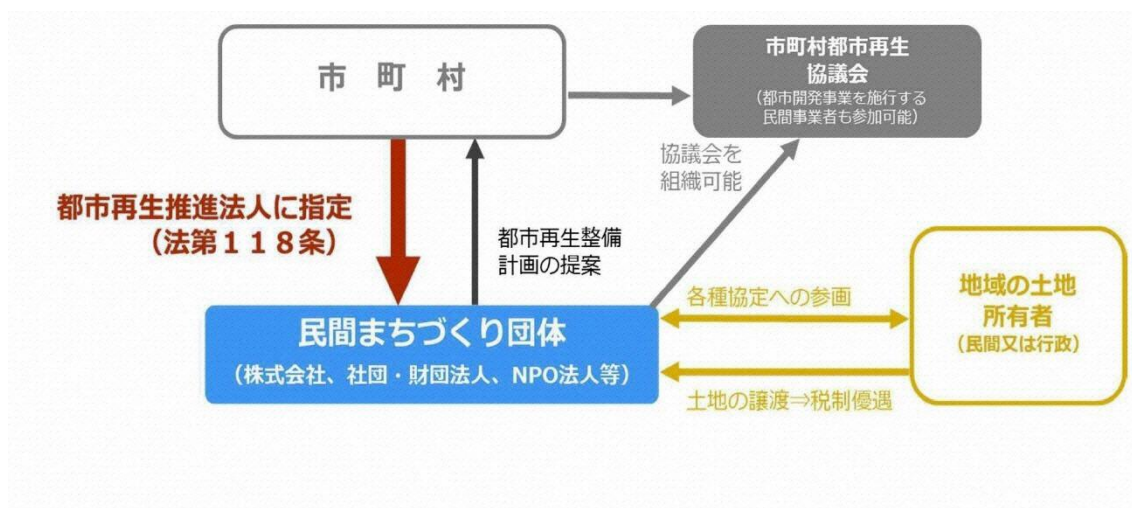 市 町 村
市町村都市再生
協議会
(都市開発事業を施行する
民間事業者も参加可能)
協議会を
組織可能
都市再生推進法人に指定
(法第118条)
都市再生整備
計画の提案
民間まちづくり団体
(株式会社、社団・財団法人、NPO法人等)
各種協定への参画
土地の譲渡⇒税制優遇
地域の土地
所有者
(民間又は行政)